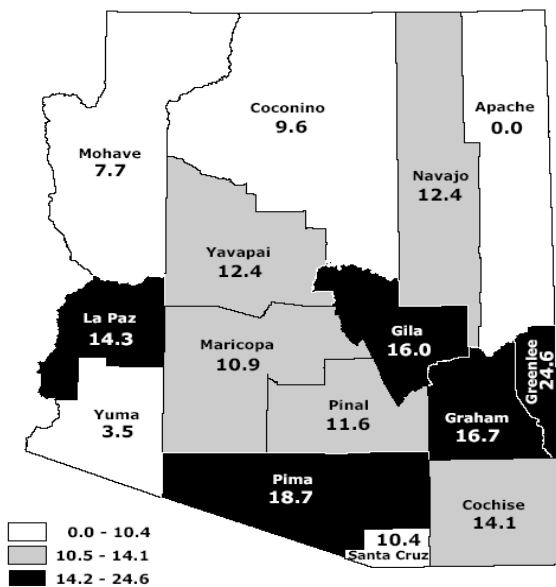 Coconino
9.6
Apache
0.0
Mohave
7.7
Navajo
12.4
Yavapai
12.4
La Paz
14.3
Maricopa
10.9
Gila
16.0
Greenlee
24.6
Yuma
3.5
Pinal
11.6
Graham
16.7
Pima
18.7
Cochise
14.1
10.4
Santa Cruz
0.0 - 10.4
10.5 - 14.1
14.2 - 24.6